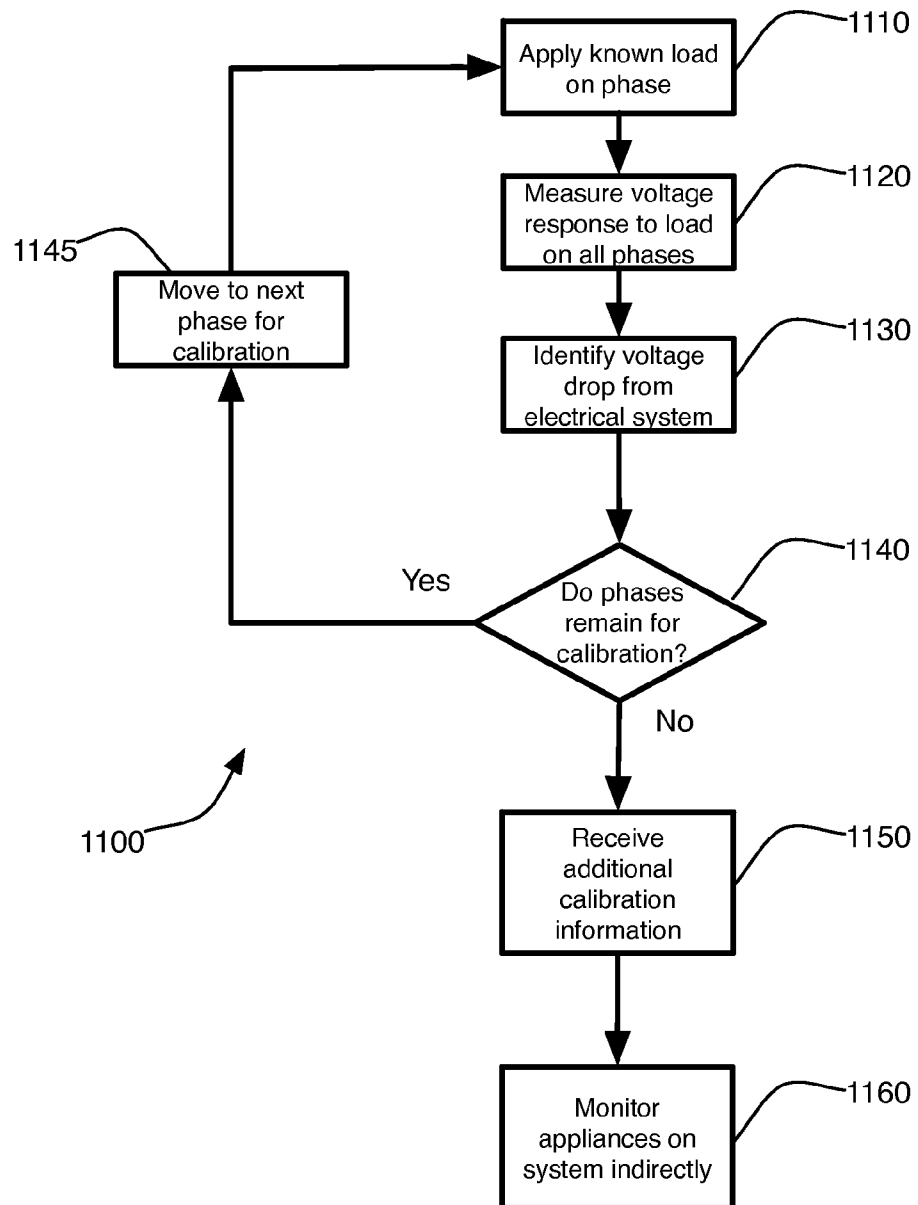 1110
Apply known load
on phase
1120
Measure voltage
response to load
on all phases
1145
Move to next
phase for
calibration
1130
Identify voltage
drop from
electrical system
1140
Yes
Do phases
remain for
calibration?
No
1100
1150
Receive
additional
calibration
information
1160
Monitor
appliances on
system indirectly